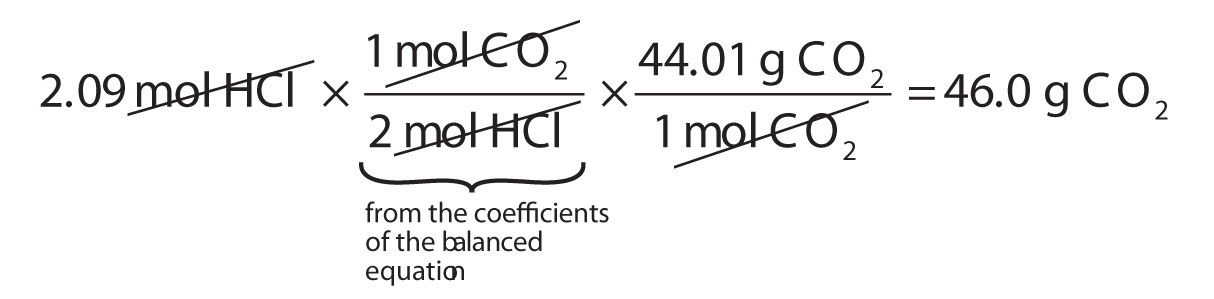 2.09 mol HCl × 1 mol CO₂ / 2 mol HCl × 44.01 g CO₂ / 1 mol CO₂ = 46.0 g CO₂
from the coefficients
of the balanced
equation